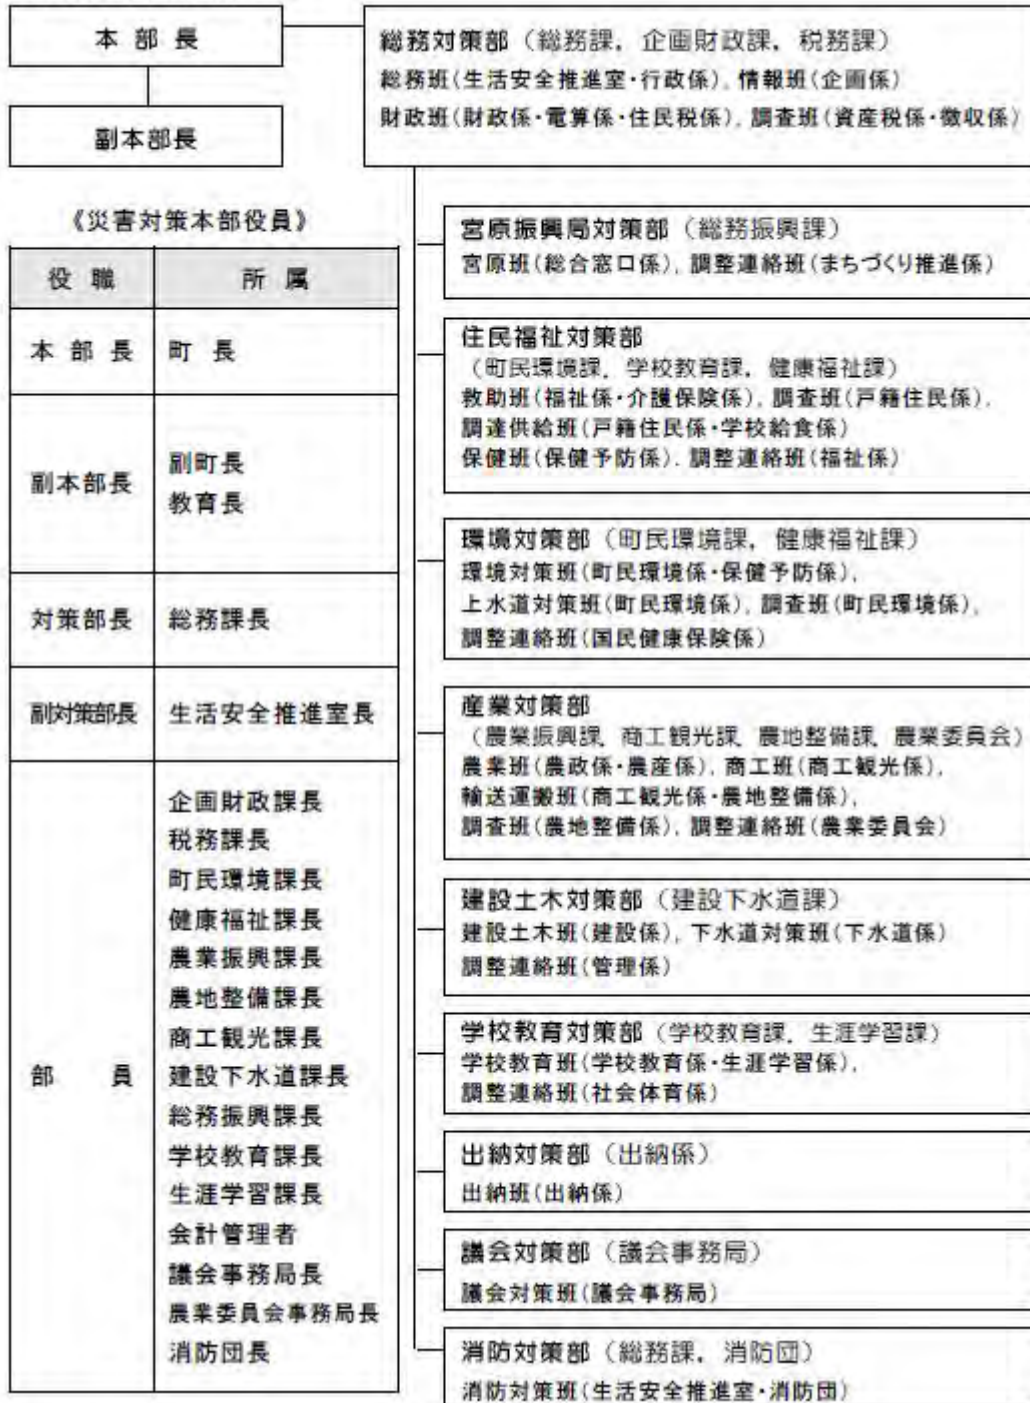 本 部 長
副本部長
総務対策部（総務課，企画財政課，税務課）
総務班(生活安全推進室・行政係)，情報班(企画係)
財政班(財政係・電算係・住民税係)，調査班(資産税係・徴収係)
《災害対策本部役員》
役 職
所 属
本 部 長
町 長
副本部長
副町長
教育長
対策部長
総務課長
副対策部長
生活安全推進室長
部 員
企画財政課長
税務課長
町民環境課長
健康福祉課長
農業振興課長
農地整備課長
商工観光課長
建設下水道課長
総務振興課長
学校教育課長
生涯学習課長
会計管理者
議会事務局長
農業委員会事務局長
消防団長
宮原振興局対策部（総務振興課）
宮原班(総合窓口係)，調整連絡班(まちづくり推進係)
住民福祉対策部
（町民環境課，学校教育課，健康福祉課）
救助班(福祉係・介護保険係)，調査班(戸籍住民係)，
調達供給班(戸籍住民係・学校給食係)
保健班(保健予防係)．調整連絡班(福祉係)
環境対策部（町民環境課，健康福祉課）
環境対策班(町民環境係・保健予防係)，
上水道対策班(町民環境係)，調査班(町民環境係)，
調整連絡班(国民健康保険係)
産業対策部
（農業振興課，商工観光課，農地整備課，農業委員会）
農業班(農政係・農産係)，商工班(商工観光係)，
輸送運搬班(商工観光係・農地整備係)，
調査班(農地整備係)，調整連絡班(農業委員会)
建設土木対策部（建設下水道課）
建設土木班(建設係)，下水道対策班(下水道係)
調整連絡班(管理係)
学校教育対策部（学校教育課，生涯学習課）
学校教育班(学校教育係・生涯学習係)，
調整連絡班(社会体育係)
出納対策部（出納係）
出納班(出納係)
議会対策部（議会事務局）
議会対策班(議会事務局)
消防対策部（総務課，消防団）
消防対策班(生活安全推進室・消防団)